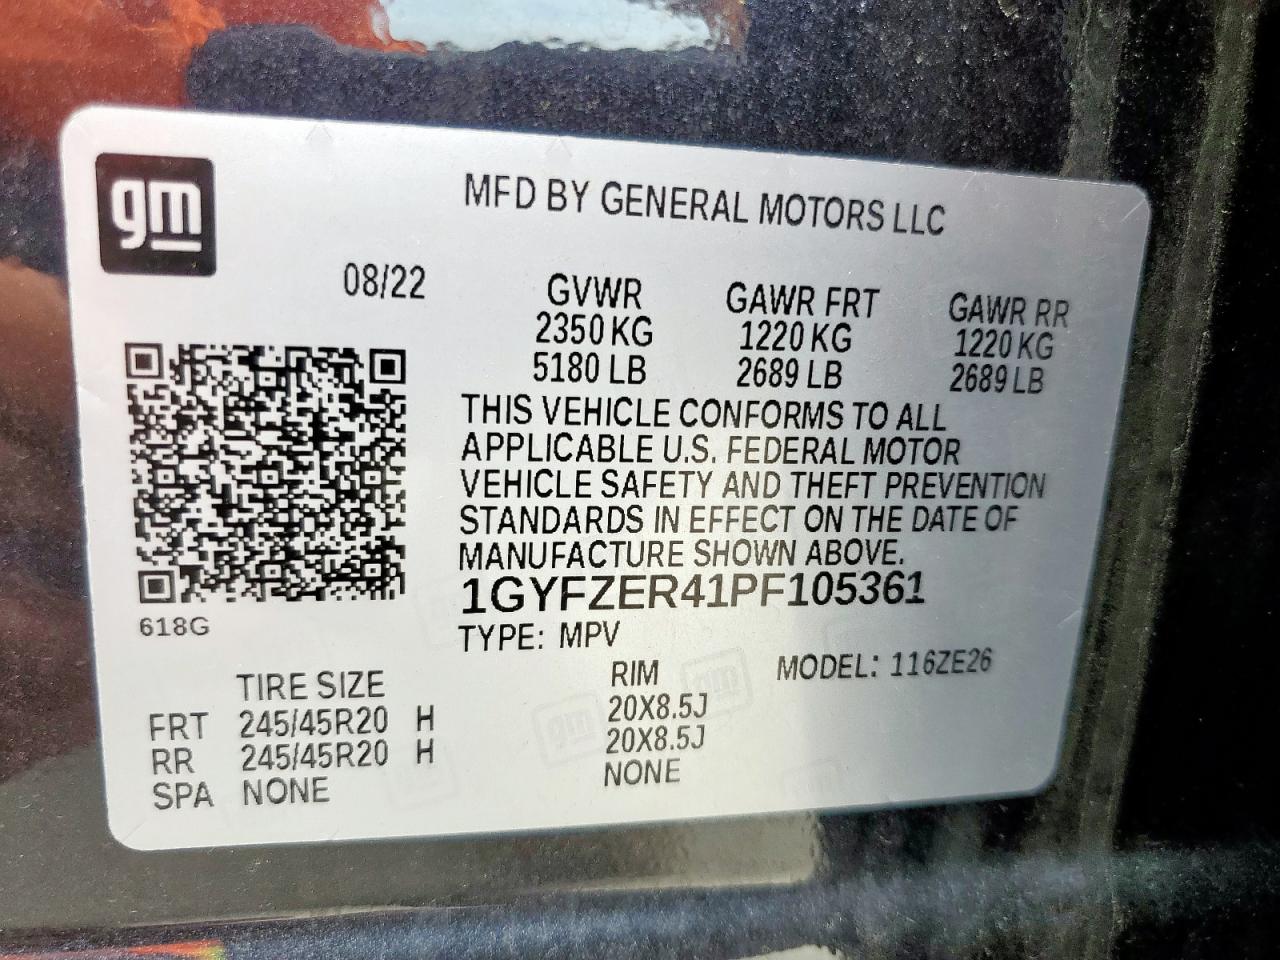 gm
MFD BY GENERAL MOTORS LLC
08/22 GVWR GAWR FRT GAWR RR
2350 KG 1220 KG 1220 KG
5180 LB 2689 LB 2689 LB
THIS VEHICLE CONFORMS TO ALL
APPLICABLE U.S. FEDERAL MOTOR
VEHICLE SAFETY AND THEFT PREVENTION
STANDARDS IN EFFECT ON THE DATE OF
MANUFACTURE SHOWN ABOVE.
1GYFZER41PF105361
618G
TYPE: MPV
MODEL: 116ZE26
TIRE SIZE RIM
FRT 245/45R20 H 20X8.5J
RR 245/45R20 H 20X8.5J
SPA NONE NONE
gm
gm